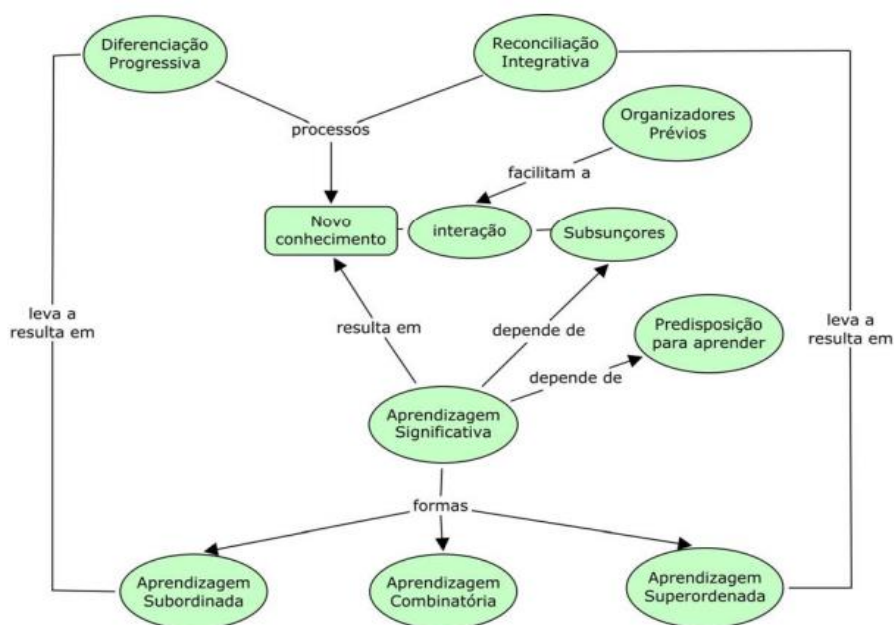 Diferenciação
Progressiva
Reconciliação
Integrativa
processos
Organizadores
Prévios
facilitam a
Novo
conhecimento
interação
Subsunçores
leva a
resulta em
resulta em
depende de
Predisposição
para aprender
leva a
resulta em
depende de
Aprendizagem
Significativa
formas
Aprendizagem
Subordinada
Aprendizagem
Combinatória
Aprendizagem
Superordenada